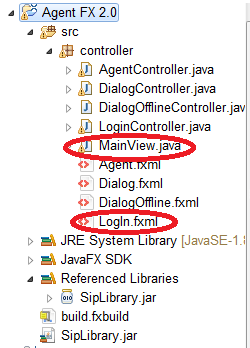 Agent FX 2.0
src
controller
AgentController.java
DialogController.java
DialogOfflineController.java
LoginController.java
MainView.java
Agent.fxml
Dialog.fxml
DialogOffline.fxml
LogIn.fxml
JRE System Library [JavaSE-1.8
JavaFX SDK
Referenced Libraries
SipLibrary.jar
build.fxbuild
SipLibrary.jar